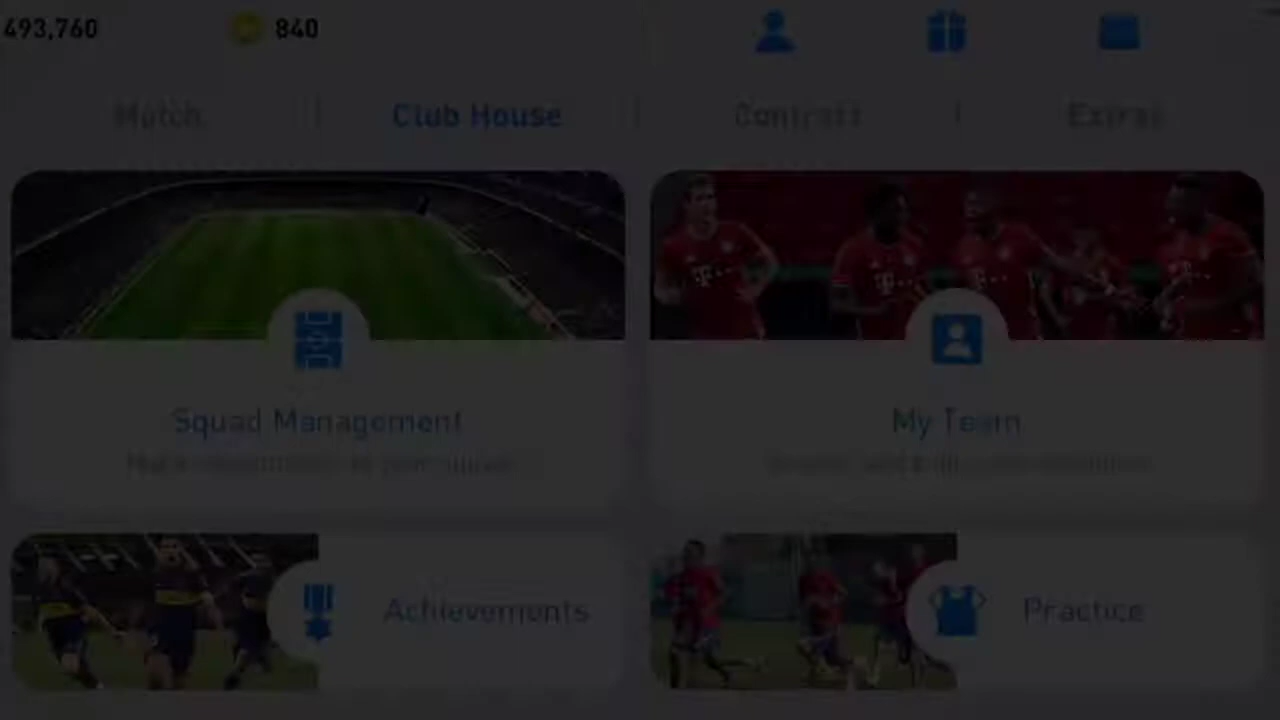 493,760
840
Match
Club House
Contract
Extras
Squad Management
My Team
Achievements
Practice